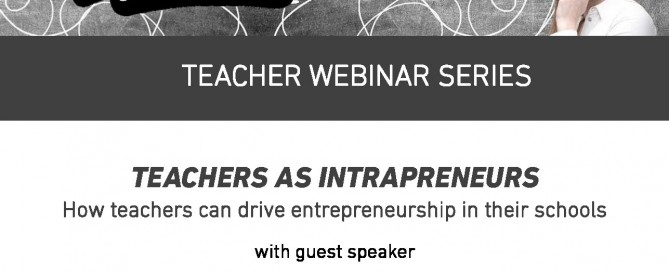 TEACHER WEBINAR SERIES
TEACHERS AS INTRAPRENEURS
How teachers can drive entrepreneurship in their schools
with guest speaker